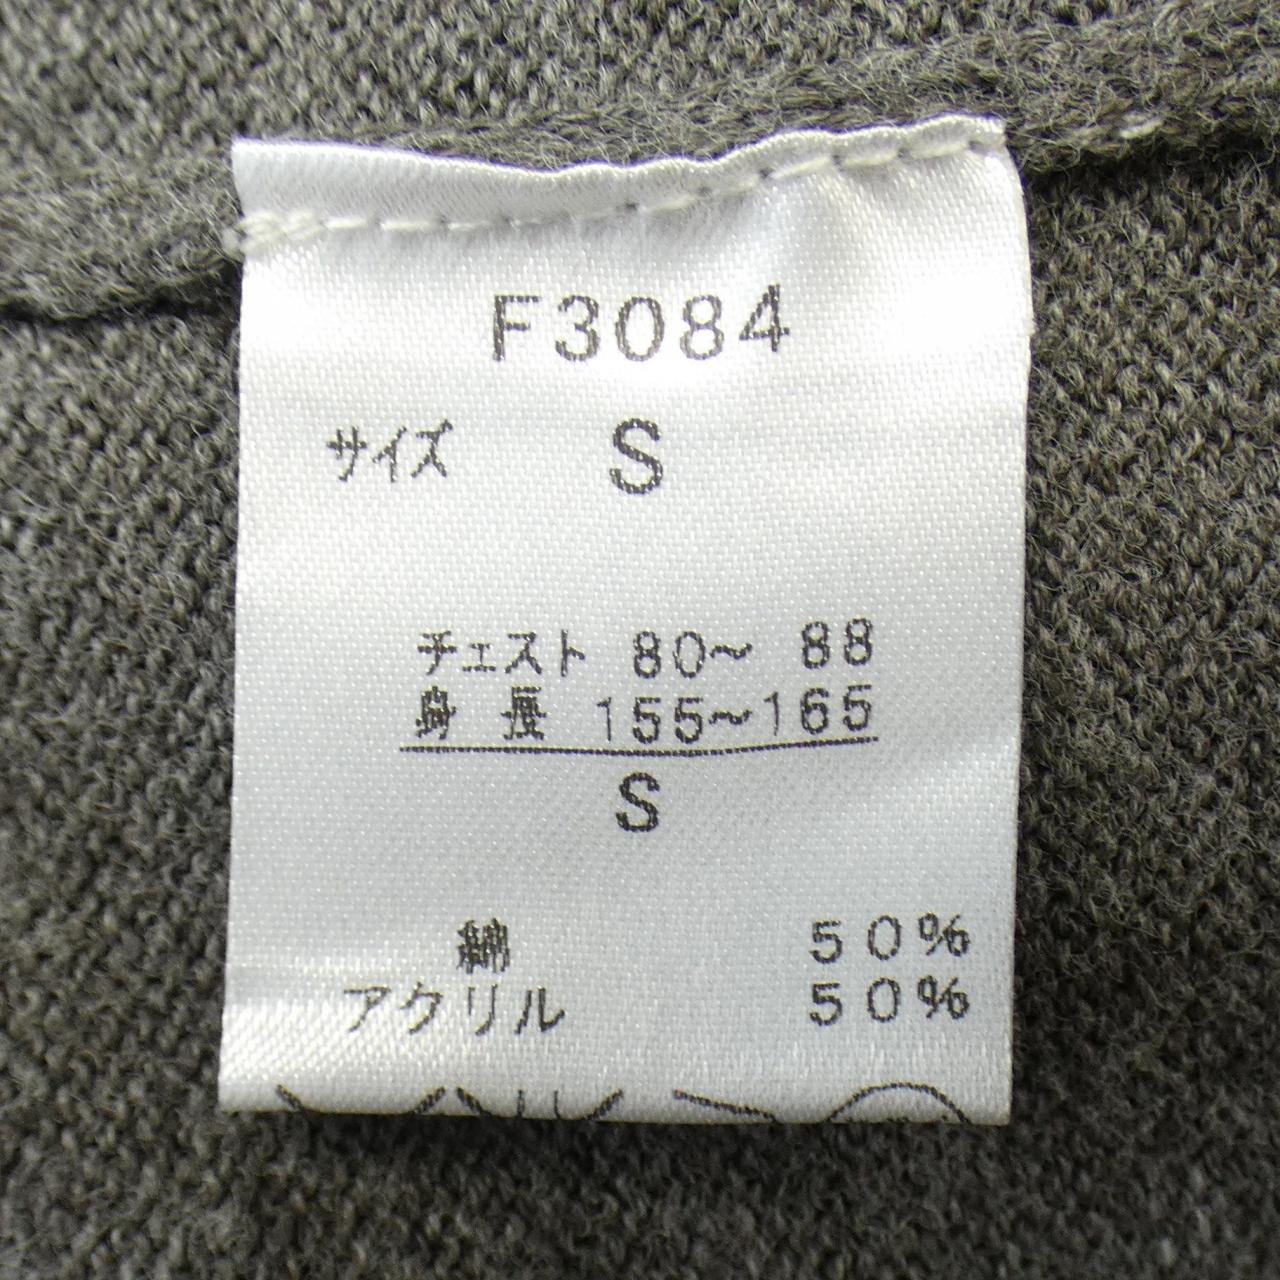 F3084
サイズ S
チェスト 80～ 88
身 長 155～165
S
綿 50%
アクリル 50%